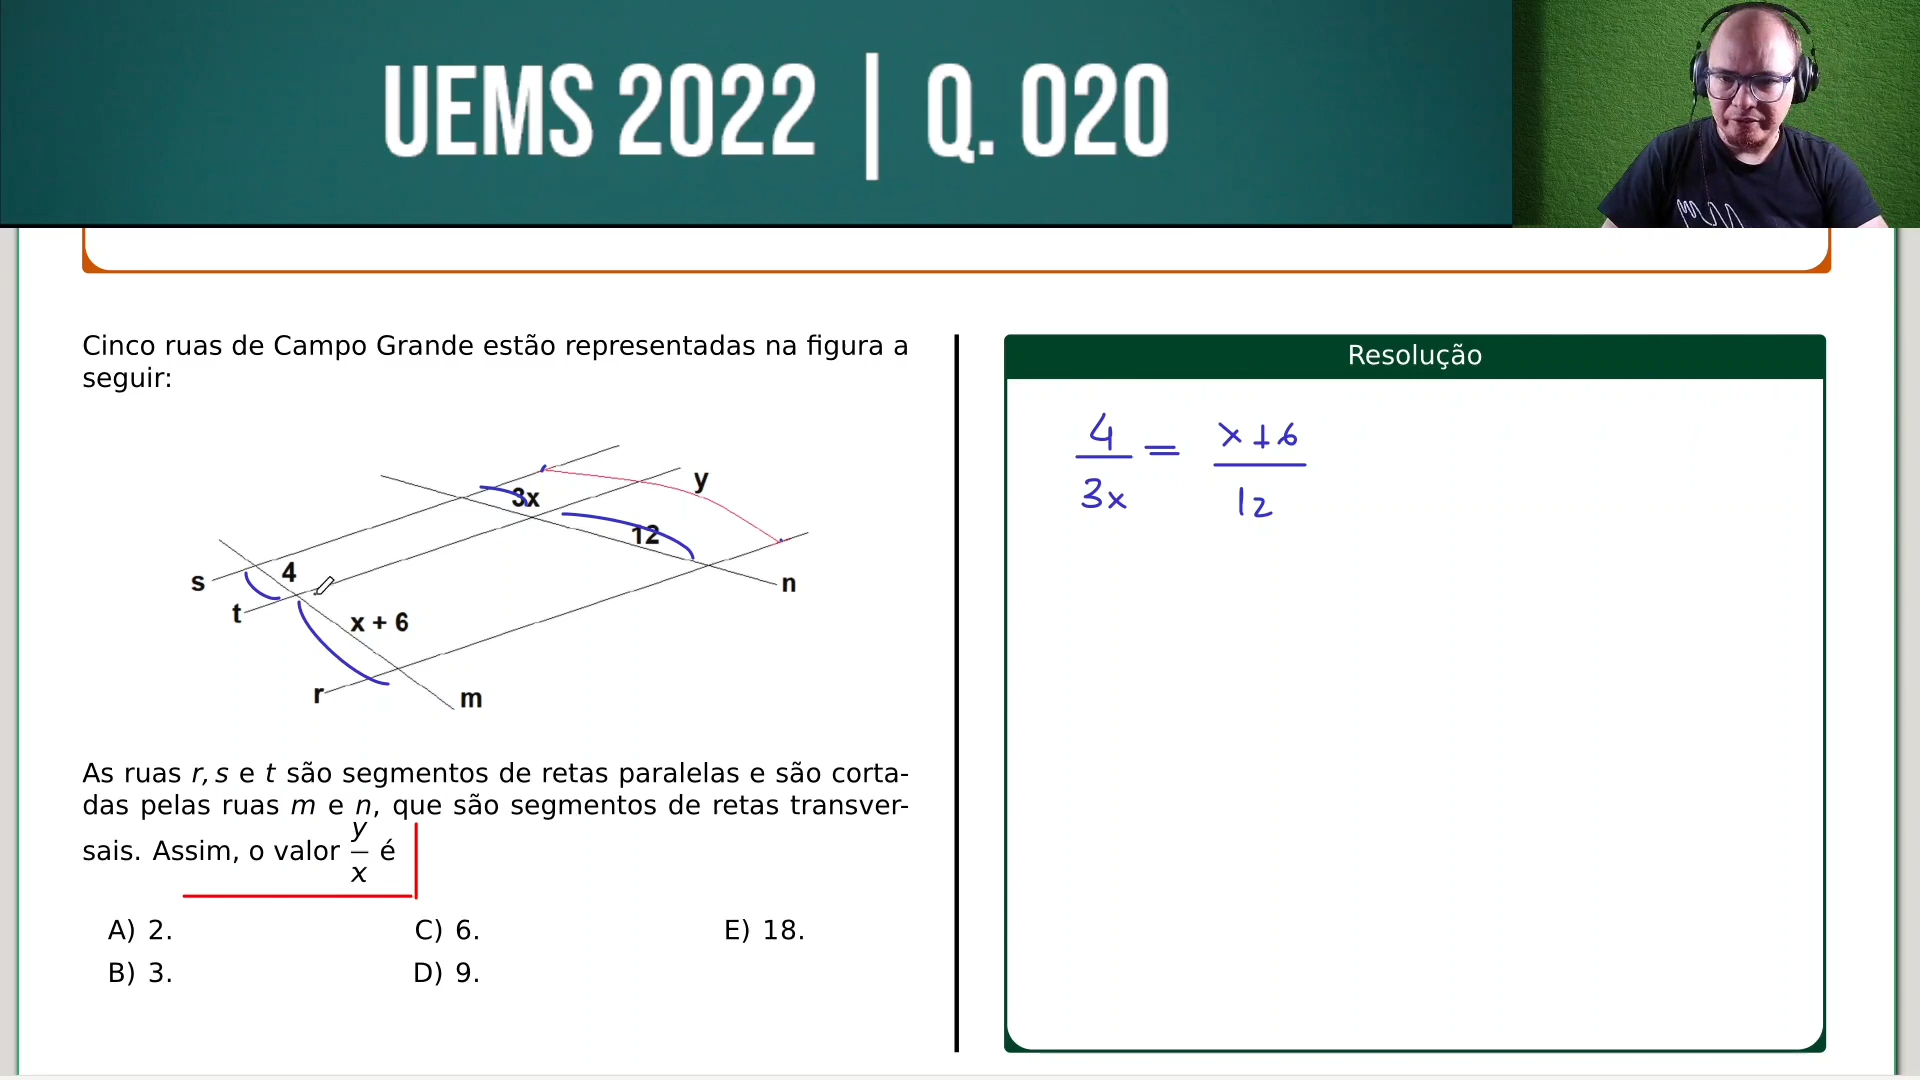 UEMS 2022 | Q. 020
Cinco ruas de Campo Grande estão representadas na figura a
seguir:
y
3x
12
s
4
n
t
x + 6
r
m
As ruas r, s e t são segmentos de retas paralelas e são corta-
das pelas ruas m e n, que são segmentos de retas transver-
sais. Assim, o valor y/x é
A) 2.
C) 6.
E) 18.
B) 3.
D) 9.
Resolução
4/3x = x+6/12